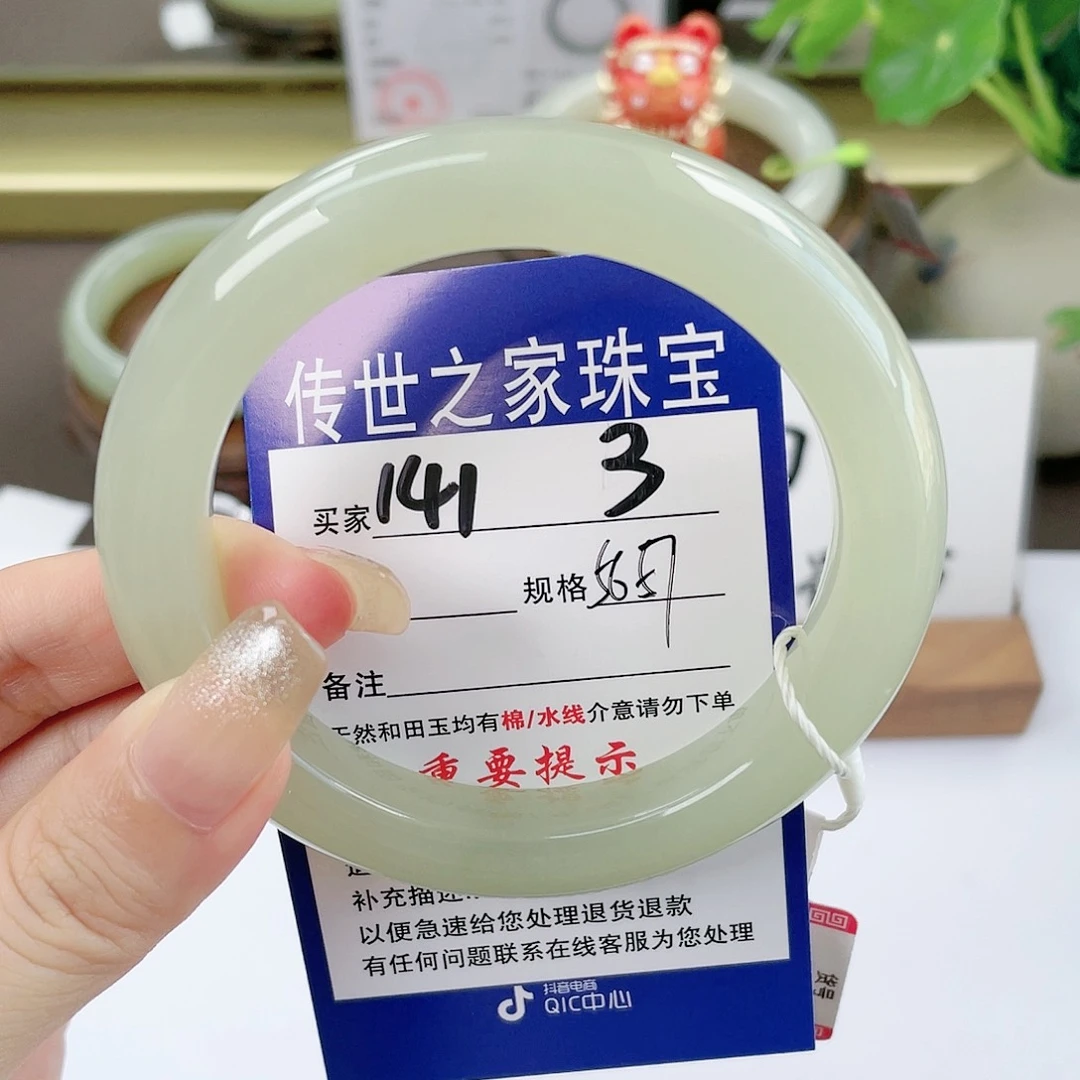 传世之家珠宝
买家 141 3
规格
备注
天然和田玉均有棉/水线介意请勿下单
重要提示
补充描述..
以便急速给您处理退货退款
有任何问题联系在线客服为您处理
抖音电商
QIC中心